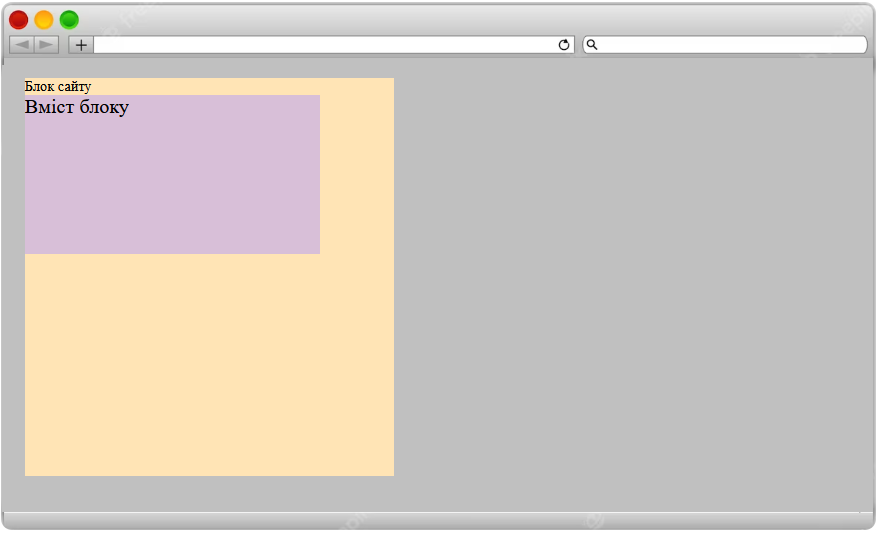 Блок сайту
Вміст блоку